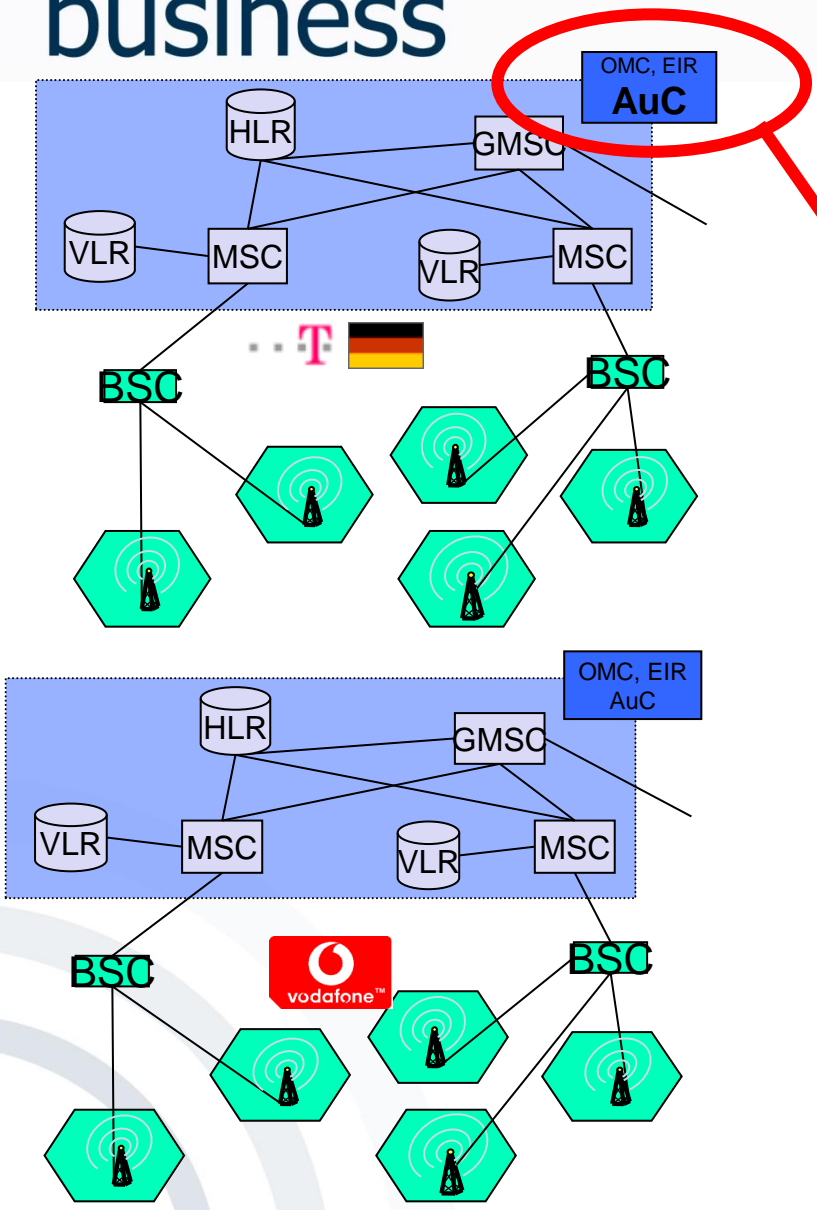 business
OMC, EIR
AuC
HLR
GMSC
VLR
MSC
VLR
MSC
T
BSC
BSC
OMC, EIR
AuC
HLR
GMSC
VLR
MSC
VLR
MSC
vodafone™
BSC
BSC